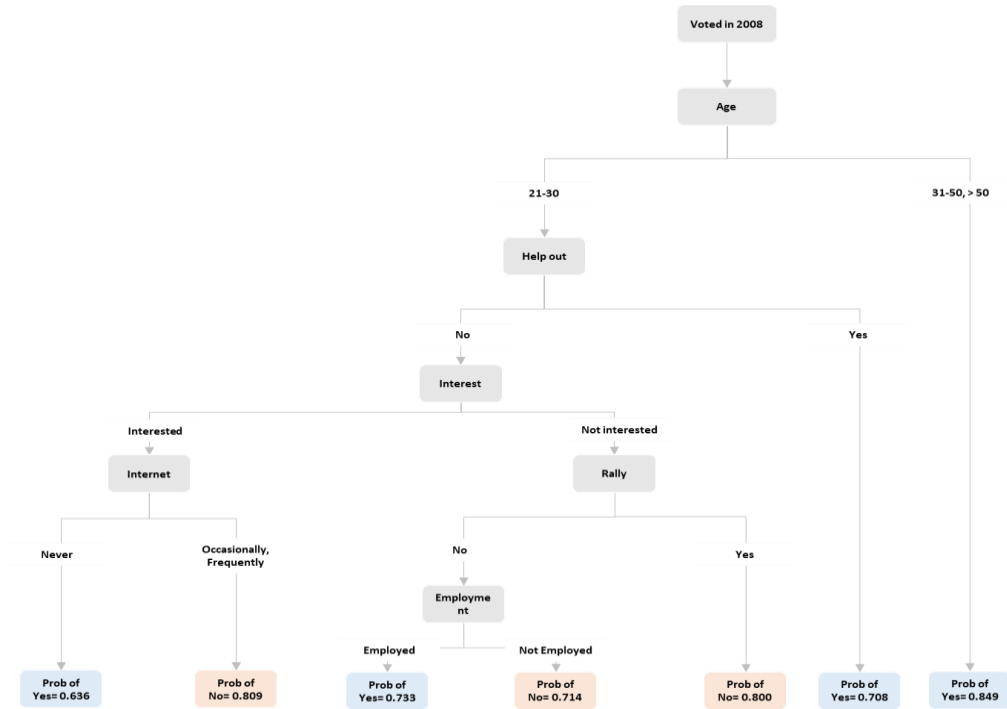 Voted in 2008
Age
21-30
31-50, > 50
Help out
No
Yes
Interest
Interested
Not interested
Internet
Rally
Never
Occasionally,
Frequently
No
Yes
Employme
nt
Employed
Not Employed
Prob of
Yes= 0.636
Prob of
No= 0.809
Prob of
Yes= 0.733
Prob of
No= 0.714
Prob of
No= 0.800
Prob of
Yes= 0.708
Prob of
Yes= 0.849